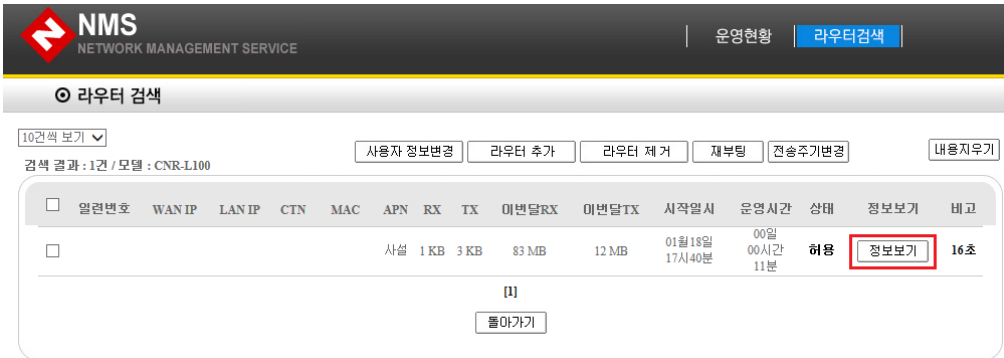 NMS
NETWORK MANAGEMENT SERVICE
운영현황 라우터검색
라우터 검색
10건씩 보기
사용자 정보변경 라우터 추가 라우터 제거 재부팅 전송주기변경 내용지우기
검색 결과 : 1건 / 모델 : CNR-L100
일련번호 WAN IP LAN IP CTN MAC APN RX TX 이번달RX 이번달TX 시작일시 운영시간 상태 정보보기 비고
사설 1 KB 3 KB 83 MB 12 MB 01월18일 17시40분 00일 00시간 11분 허용 정보보기 16초
[1]
돌아가기